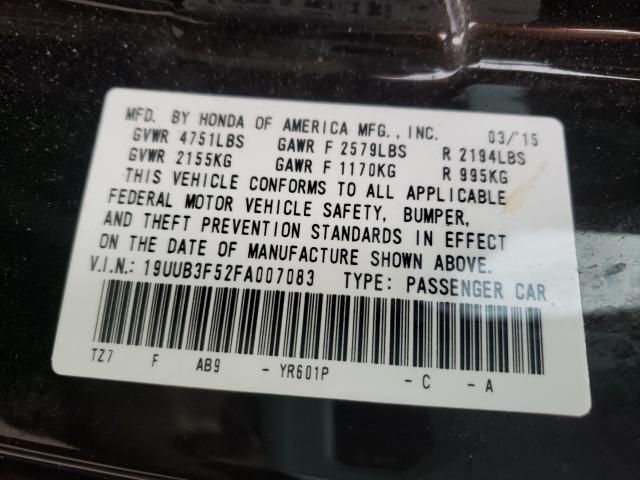 MFD. BY HONDA OF AMERICA MFG., INC. 03/'15
GVWR 4751LBS GAWR F 2579LBS R 2194LBS
GVWR 2155KG GAWR F 1170KG R 995KG
THIS VEHICLE CONFORMS TO ALL APPLICABLE
FEDERAL MOTOR VEHICLE SAFETY, BUMPER,
AND THEFT PREVENTION STANDARDS IN EFFECT
ON THE DATE OF MANUFACTURE SHOWN ABOVE.
V.I.N.: 19UUB3F52FA007083 TYPE: PASSENGER CAR
TZ7 F AB9 - YR601P - C - A